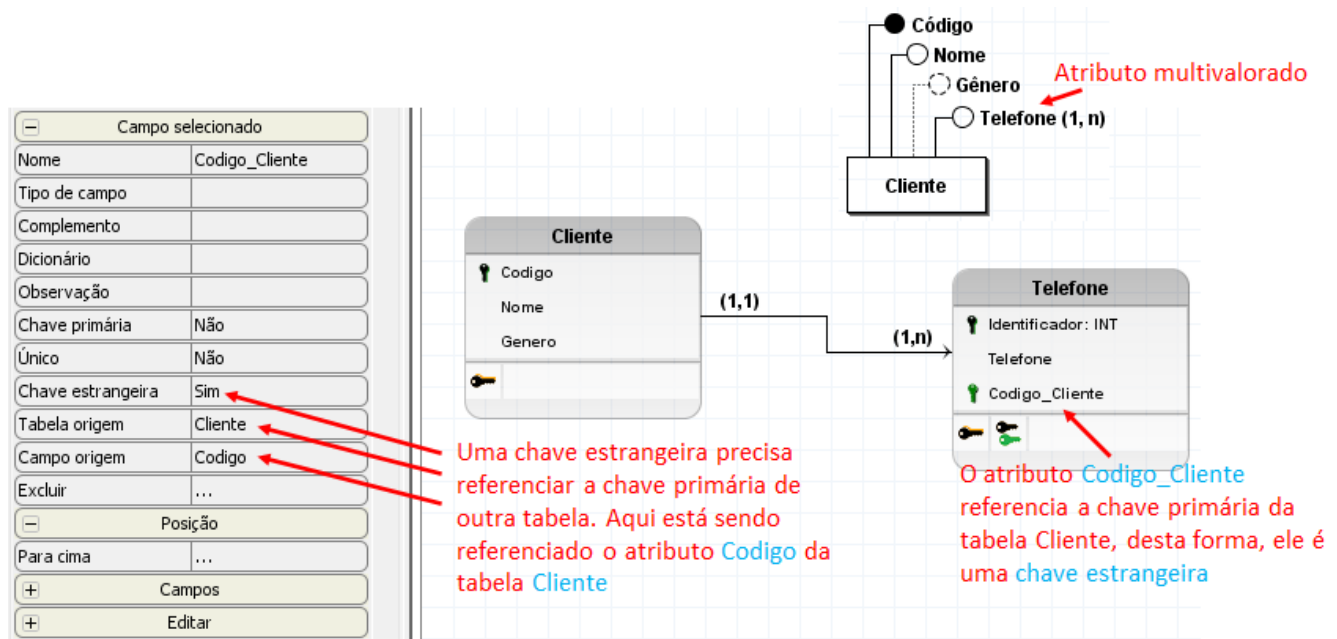 Código
Nome
Gênero
Telefone (1, n)
Atributo multivalorado
Cliente
Campo selecionado
Nome Codigo_Cliente
Tipo de campo
Complemento
Dicionário
Observação
Chave primária Não
Único Não
Chave estrangeira Sim
Tabela origem Cliente
Campo origem Codigo
Excluir ...
Posição
Para cima ...
Campos
Editar
Cliente
Codigo
Nome
Genero
(1,1)
(1,n)
Telefone
Identificador: INT
Telefone
Codigo_Cliente
Uma chave estrangeira precisa
referenciar a chave primária de
outra tabela. Aqui está sendo
referenciado o atributo Codigo da
tabela Cliente
O atributo Codigo_Cliente
referencia a chave primária da
tabela Cliente, desta forma, ele é
uma chave estrangeira